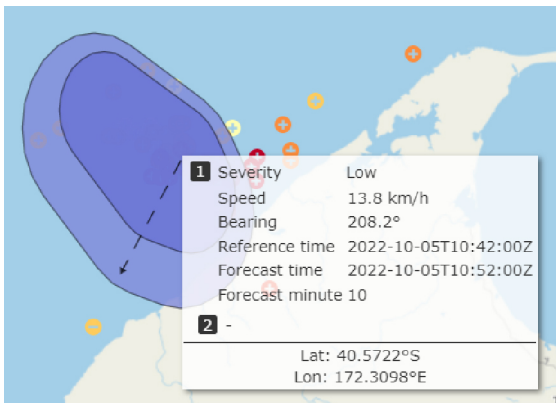 1 Severity Low
Speed 13.8 km/h
Bearing 208.2°
Reference time 2022-10-05T10:42:00Z
Forecast time 2022-10-05T10:52:00Z
Forecast minute 10
2 -
Lat: 40.5722°S
Lon: 172.3098°E